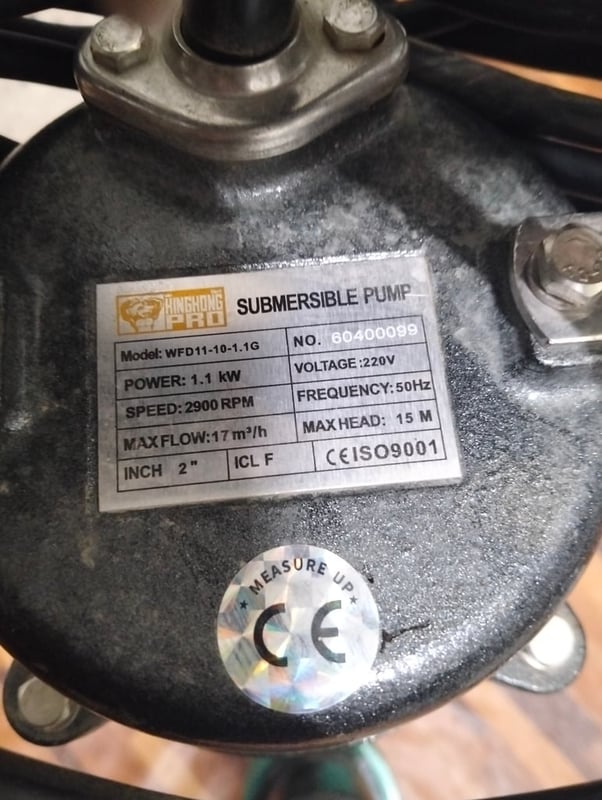 KINGHONG
PRO
SUBMERSIBLE PUMP
Model: WFD11-10-1.1G
NO. 60400099
POWER: 1.1 kW
VOLTAGE:220V
SPEED:2900 RPM
FREQUENCY:50Hz
MAX FLOW:17 m³/h
MAX HEAD: 15 M
INCH 2"
ICL F
CE ISO9001
★ MEASURE UP ★
CE